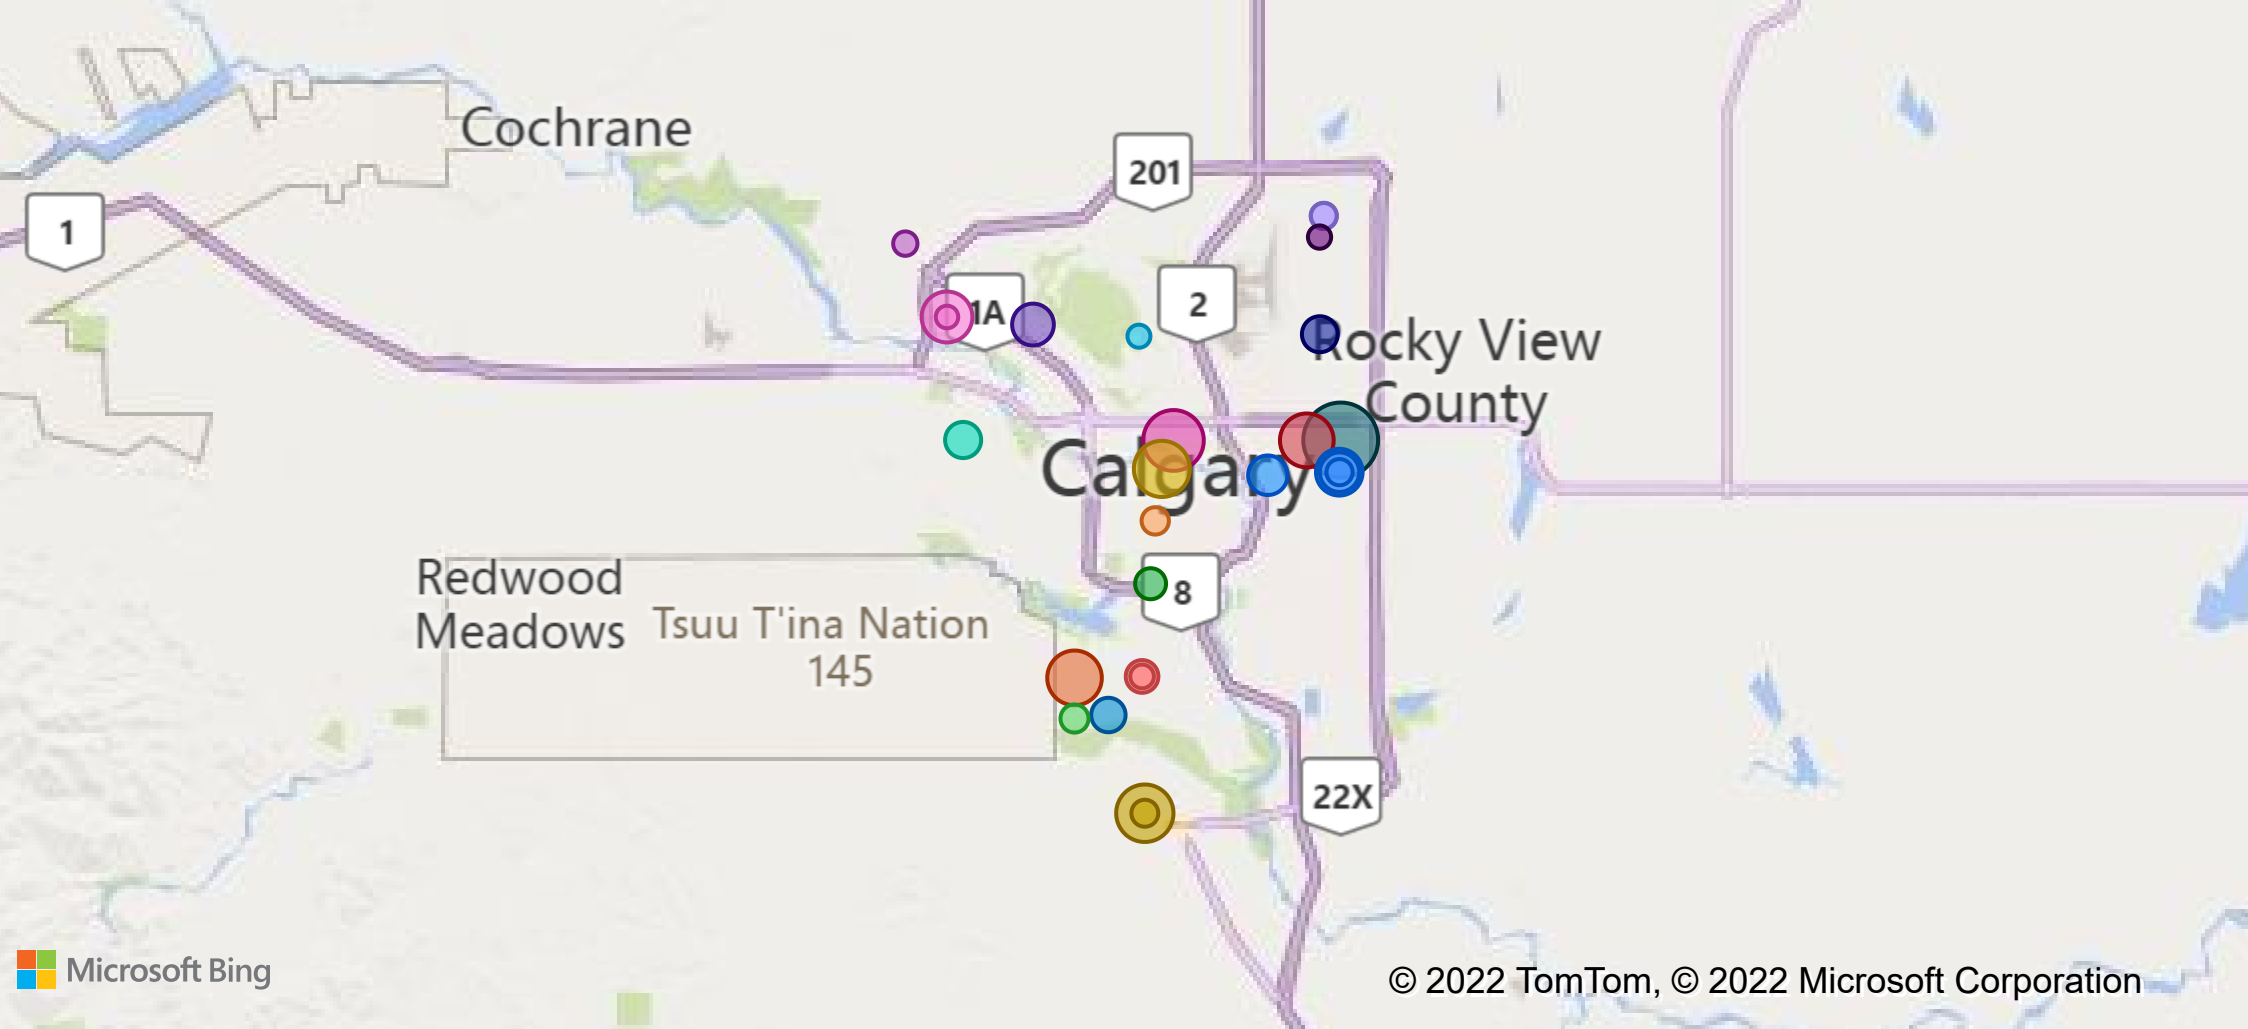 Cochrane
201
1
1A
2
Rocky View
County
Calgary
Redwood
Meadows
Tsuu T'ina Nation
145
8
22X
Microsoft Bing
© 2022 TomTom, © 2022 Microsoft Corporation